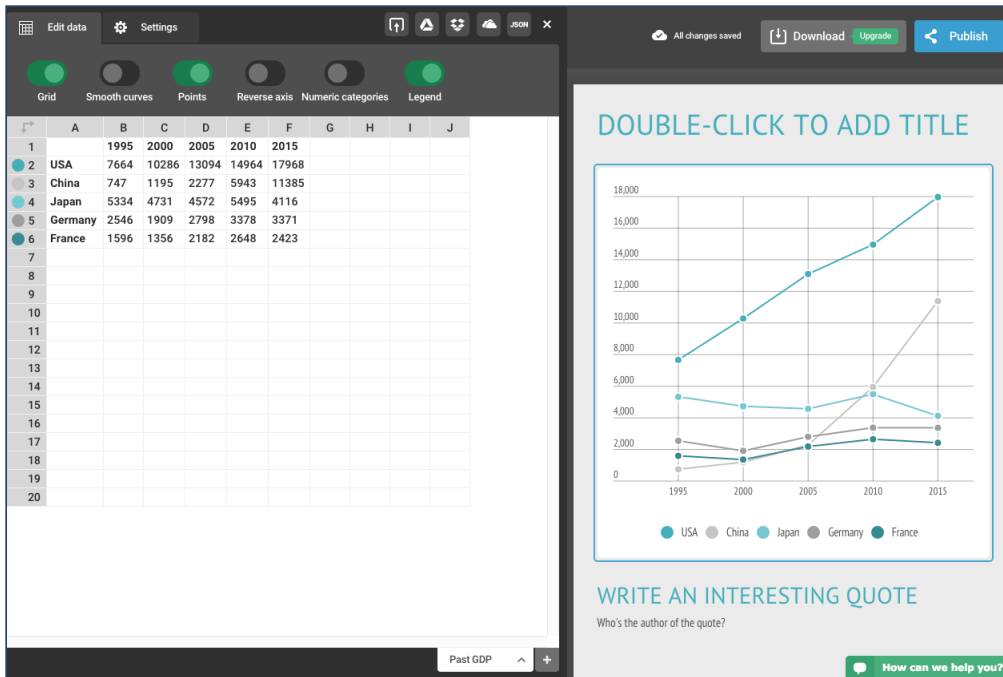 Edit data
Settings
JSON
All changes saved
Download
Upgrade
Publish
Grid
Smooth curves
Points
Reverse axis
Numeric categories
Legend
A B C D E F G H I J
1 1995 2000 2005 2010 2015
2 USA 7664 10286 13094 14964 17968
3 China 747 1195 2277 5943 11385
4 Japan 5334 4731 4572 5495 4116
5 Germany 2546 1909 2798 3378 3371
6 France 1596 1356 2182 2648 2423
7
8
9
10
11
12
13
14
15
16
17
18
19
20
Past GDP
DOUBLE-CLICK TO ADD TITLE
18,000
16,000
14,000
12,000
10,000
8,000
6,000
4,000
2,000
0
1995 2000 2005 2010 2015
USA China Japan Germany France
WRITE AN INTERESTING QUOTE
Who's the author of the quote?
How can we help you?